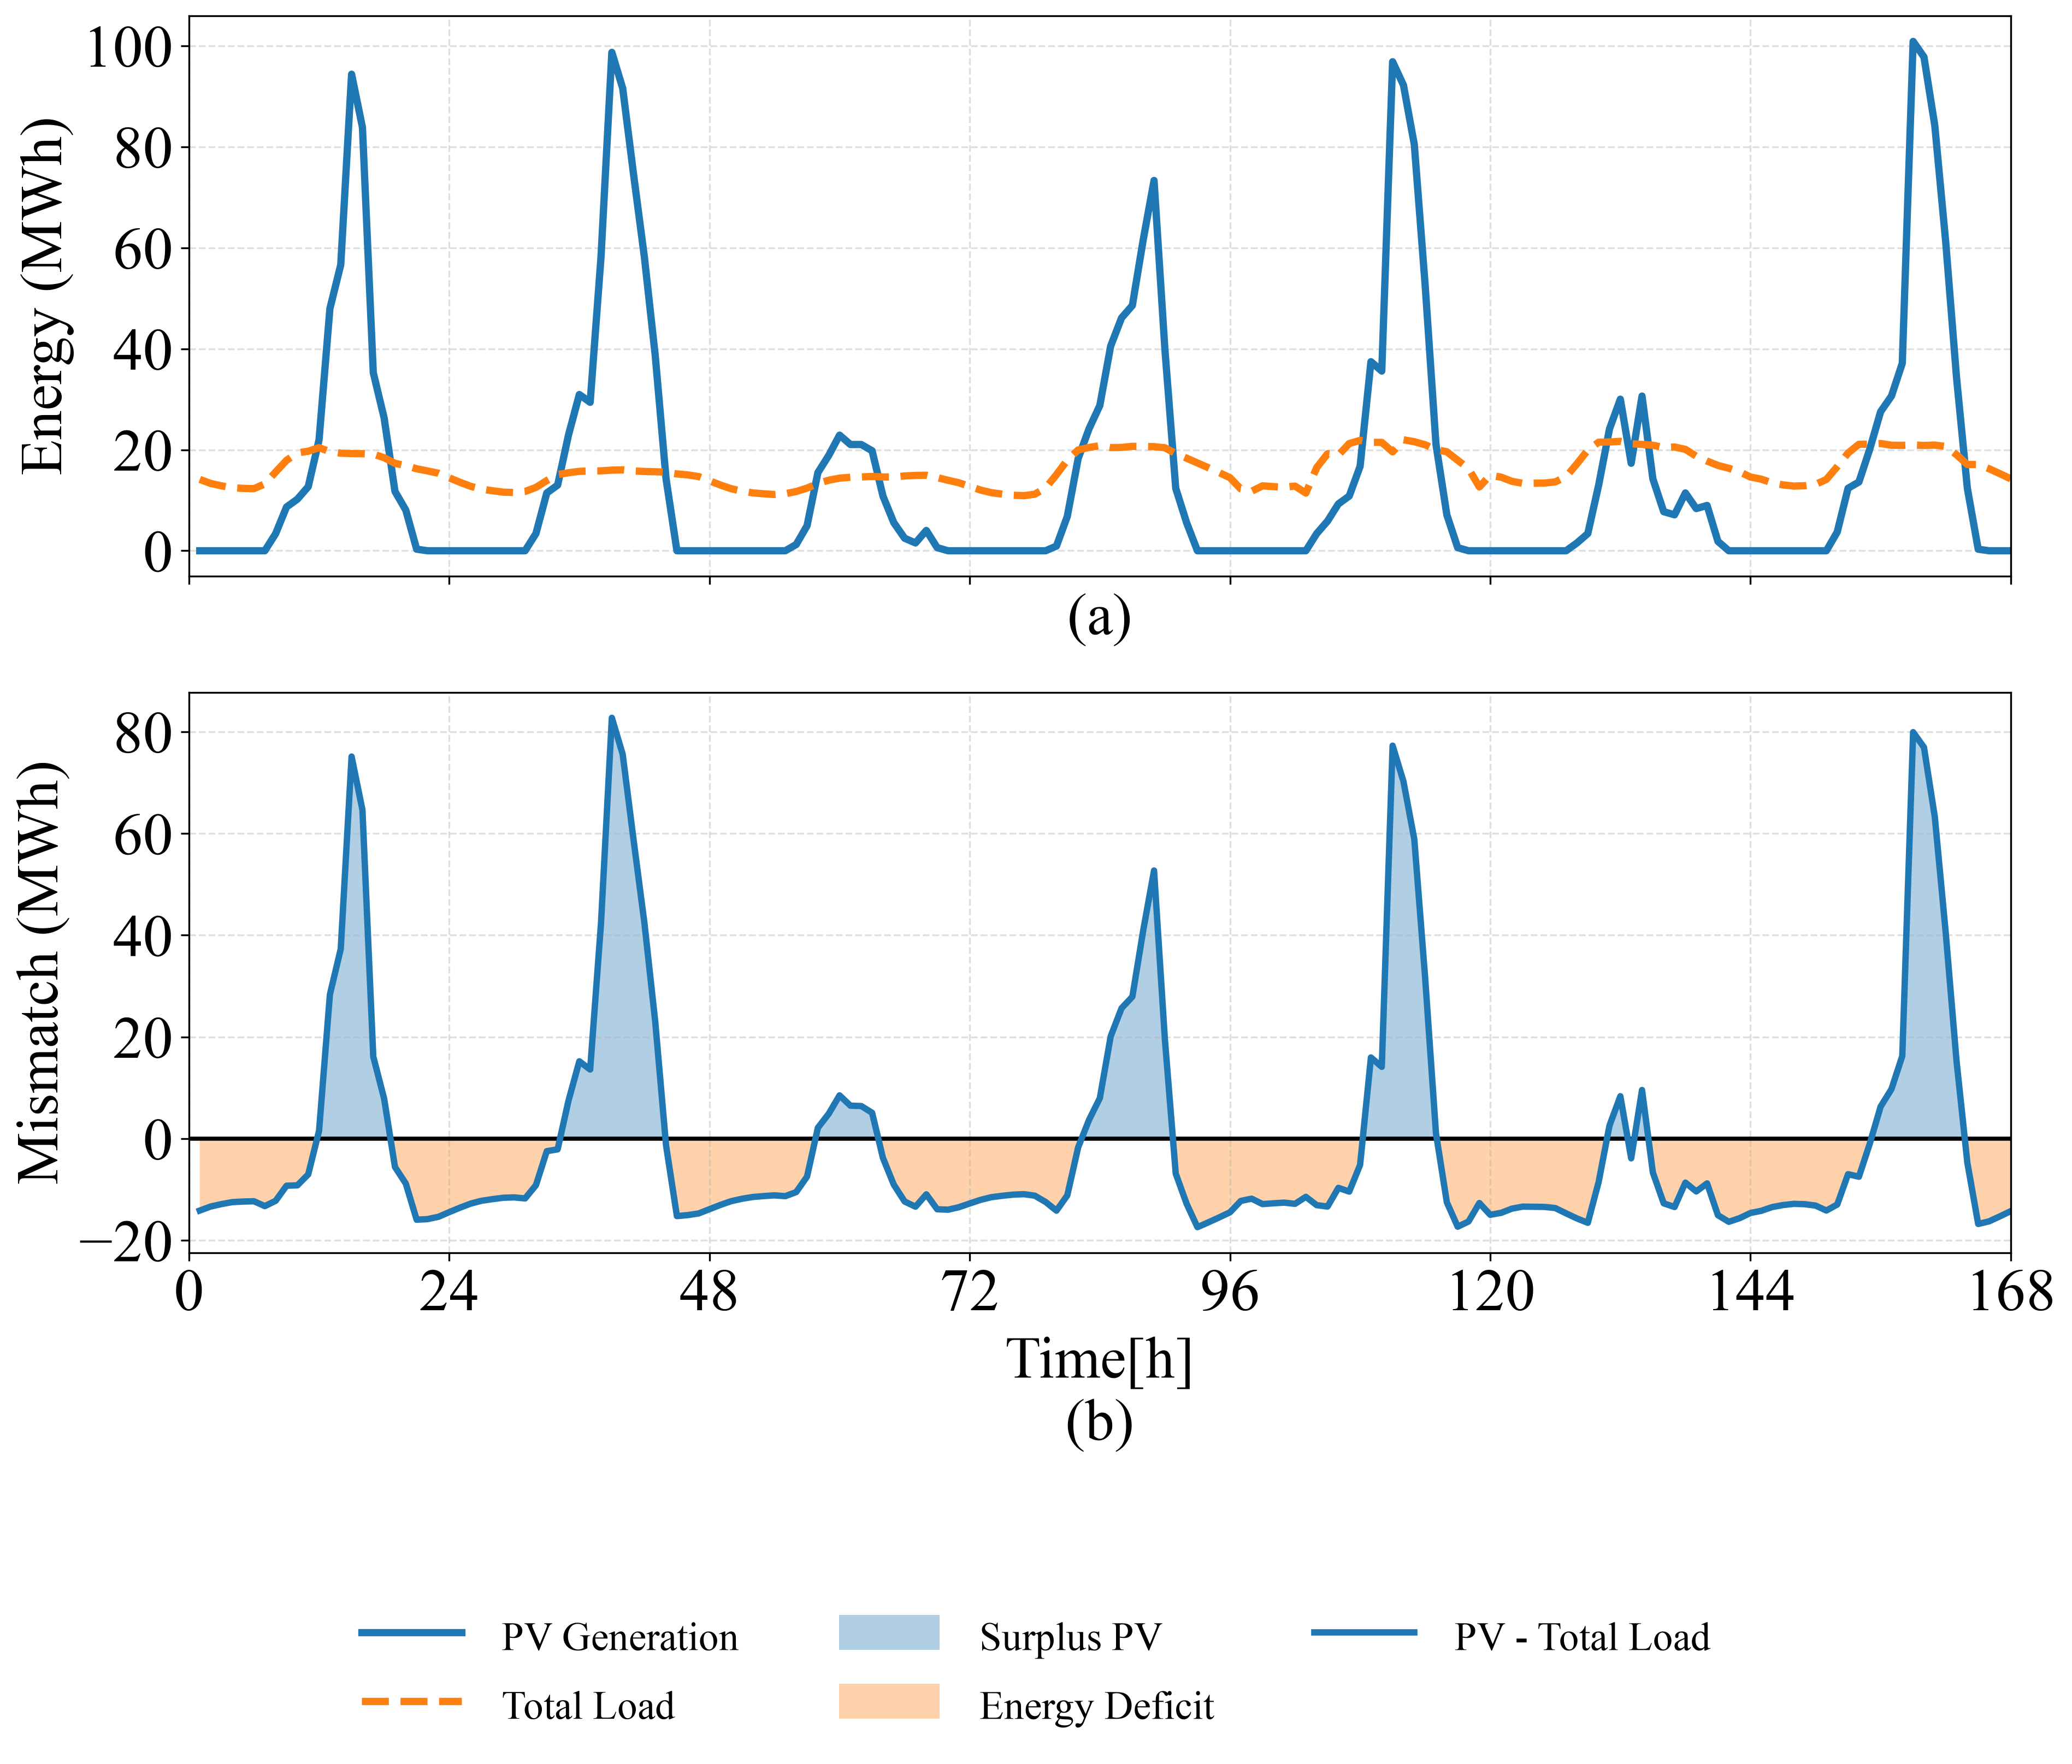 Energy (MWh)
100
80
60
40
20
0
(a)
Mismatch (MWh)
80
60
40
20
0
−20
0 24 48 72 96 120 144 168
Time[h]
(b)
PV Generation Surplus PV PV - Total Load
Total Load Energy Deficit